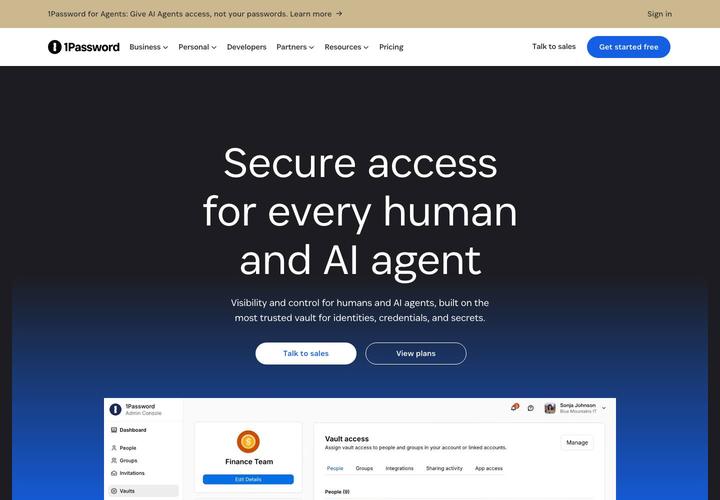 1Password for Agents: Give AI Agents access, not your passwords. Learn more →
Sign in
1Password
Business
Personal
Developers
Partners
Resources
Pricing
Talk to sales
Get started free
Secure access
for every human
and AI agent
Visibility and control for humans and AI agents, built on the
most trusted vault for identities, credentials, and secrets.
Talk to sales
View plans
1Password
Admin Console
Sonja Johnson
Blue Mountains IT
Dashboard
People
Groups
Invitations
Vaults
Finance Team
Edit Details
Vault access
Assign vault access to people and groups in your account or linked accounts.
Manage
People
Groups
Integrations
Sharing activity
App access
People (9)